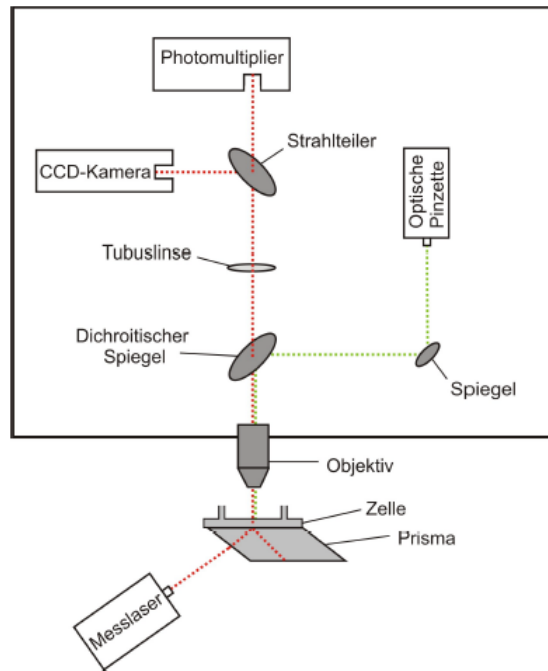 Photomultiplier
Strahlteiler
CCD-Kamera
Optische
Pinzette
Tubuslinse
Dichroitischer
Spiegel
Spiegel
Objektiv
Zelle
Prisma
Messlaser